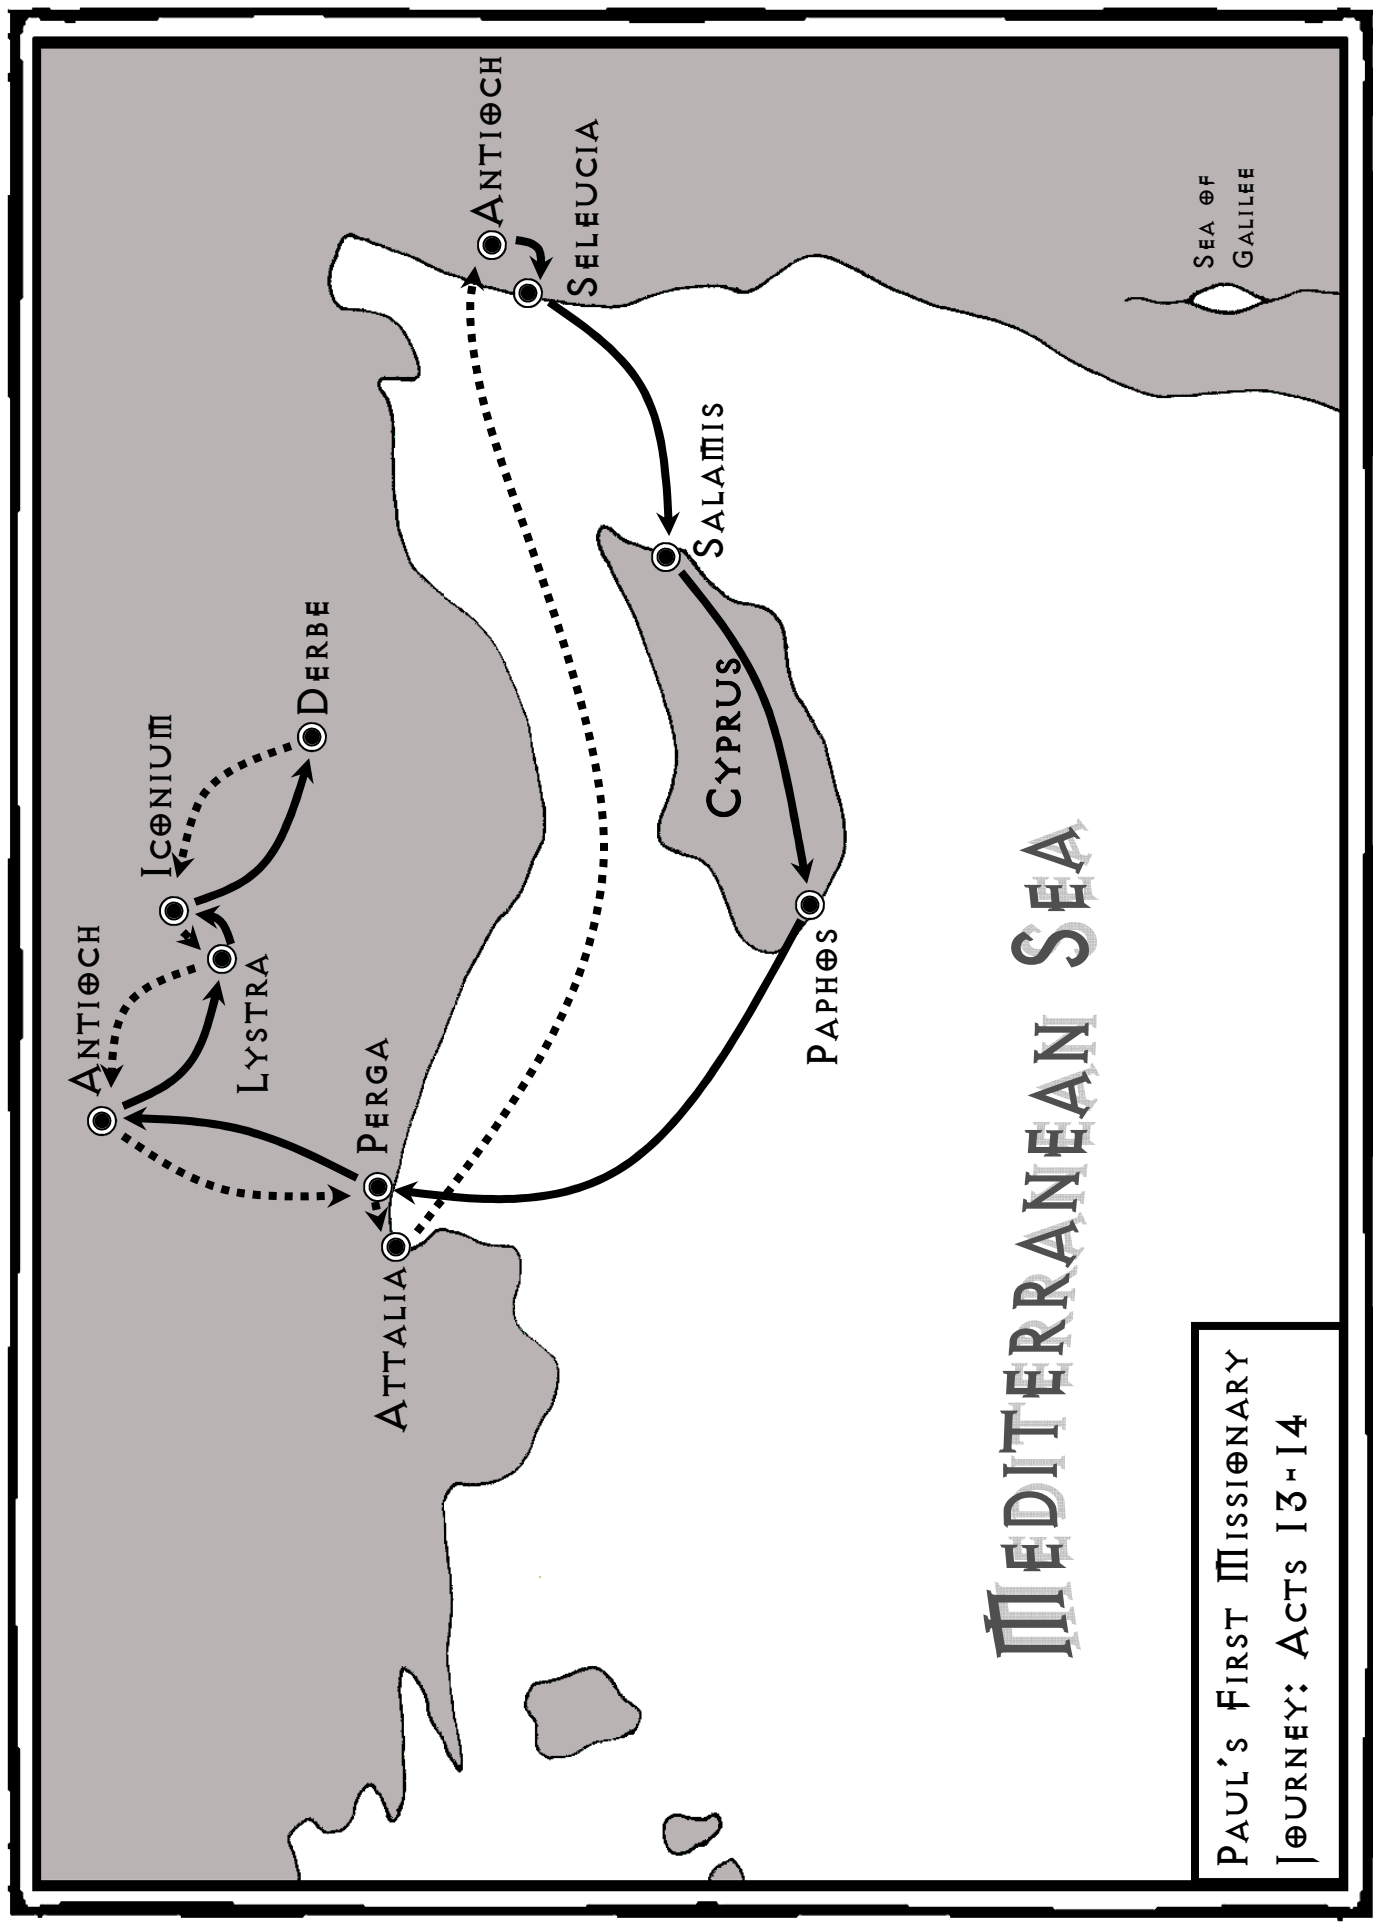 Antioch
Iconium
Derbe
Lystra
Antioch
Seleucia
Perga
Attalia
Salamis
Cyprus
Paphos
Mediterranean Sea
Sea of
Galilee
Paul's First Missionary
Journey: Acts 13-14